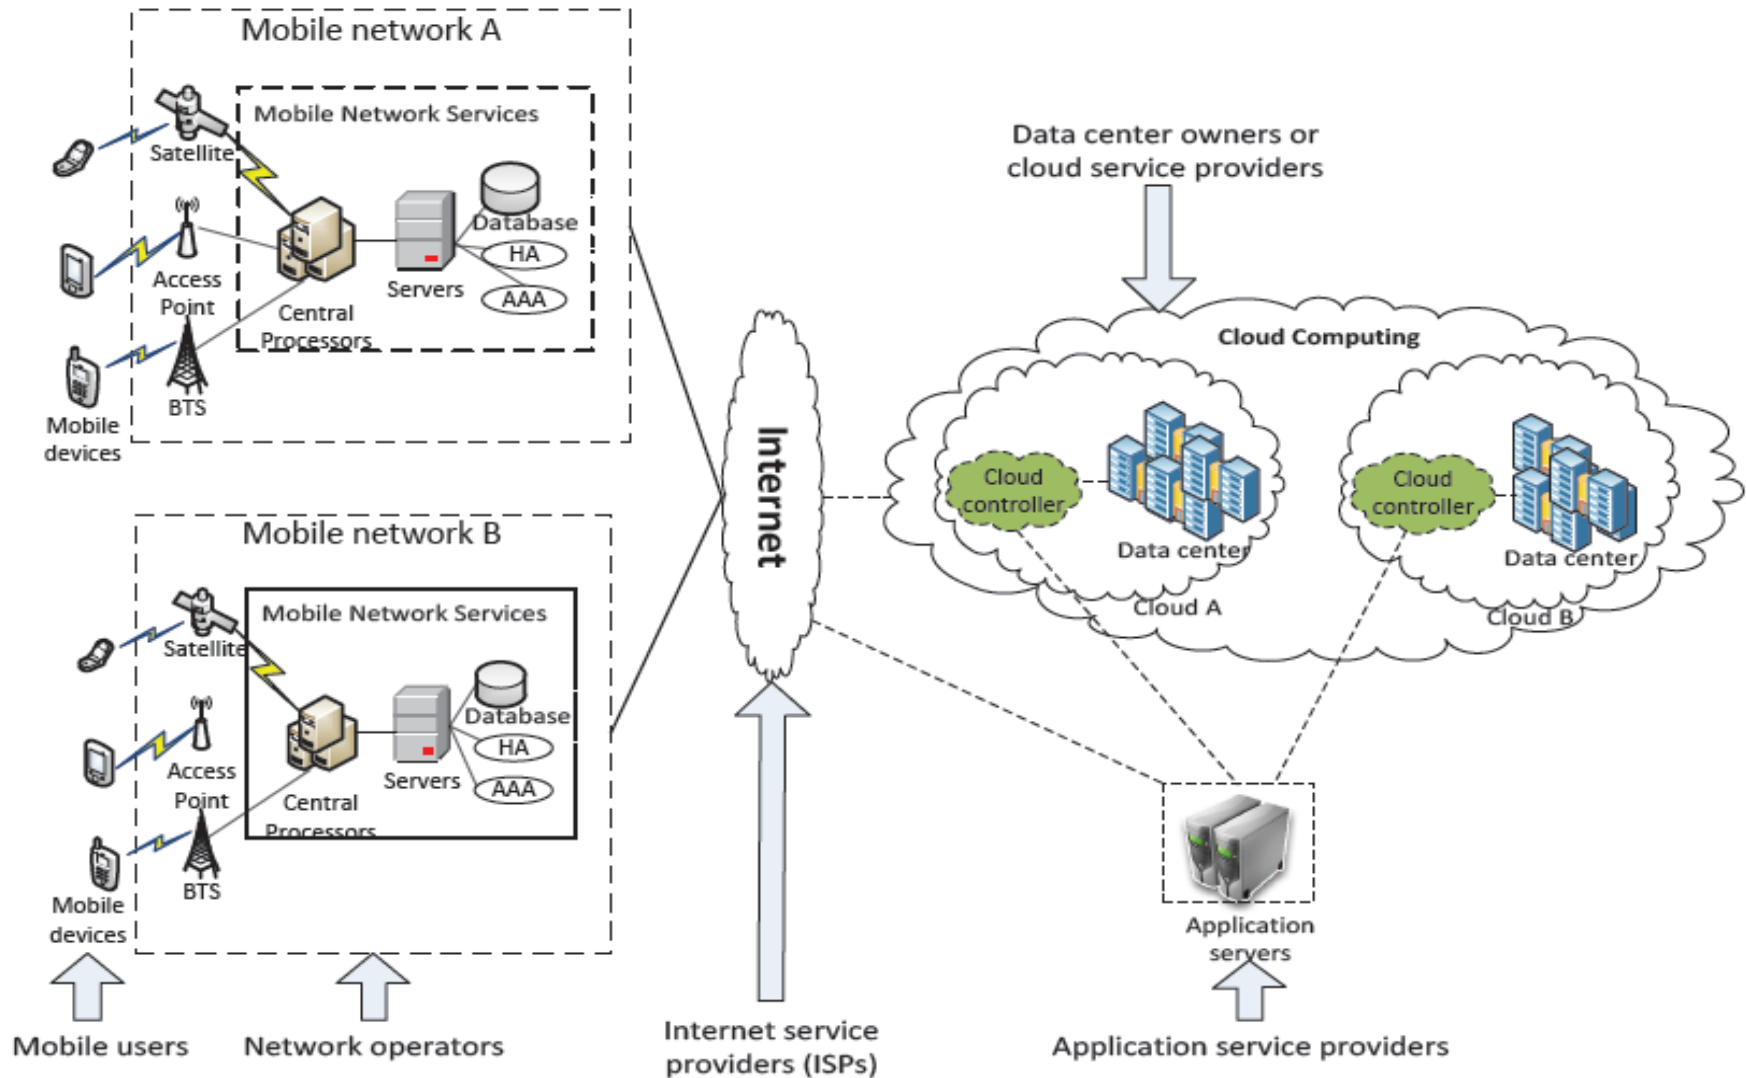 Mobile network A
Mobile Network Services
Satellite
Database
HA
AAA
Access
Point
Servers
Central
Processors
BTS
Mobile
devices
Mobile network B
Mobile Network Services
Satellite
Database
HA
AAA
Access
Point
Servers
Central
Processors
BTS
Mobile
devices
Mobile users
Network operators
Internet
Internet service
providers (ISPs)
Data center owners or
cloud service providers
Cloud Computing
Cloud
controller
Data center
Cloud A
Cloud
controller
Data center
Cloud B
Application
servers
Application service providers